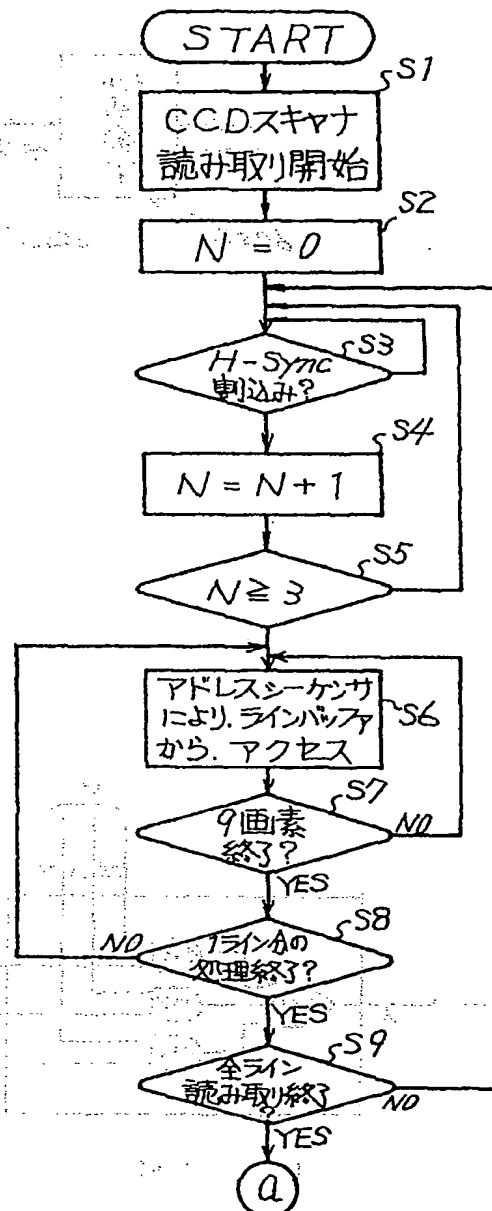 START
S1
CCDスキャナ
読み取り開始
S2
N = 0
S3
H-Sync
割込み?
S4
N = N + 1
S5
N ≧ 3
アドレスシーケンサ
により、ラインバッファ
から、アクセス
S6
S7
9画素
終了?
NO
YES
S8
1ライン分の
処理終了?
NO
YES
S9
全ライン
読み取り終了
?
NO
YES
a